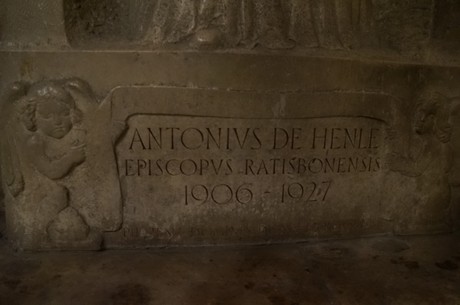 ANTONIVS DE HENLE
EPISCOPVS RATISBONENSIS
1906 - 1927